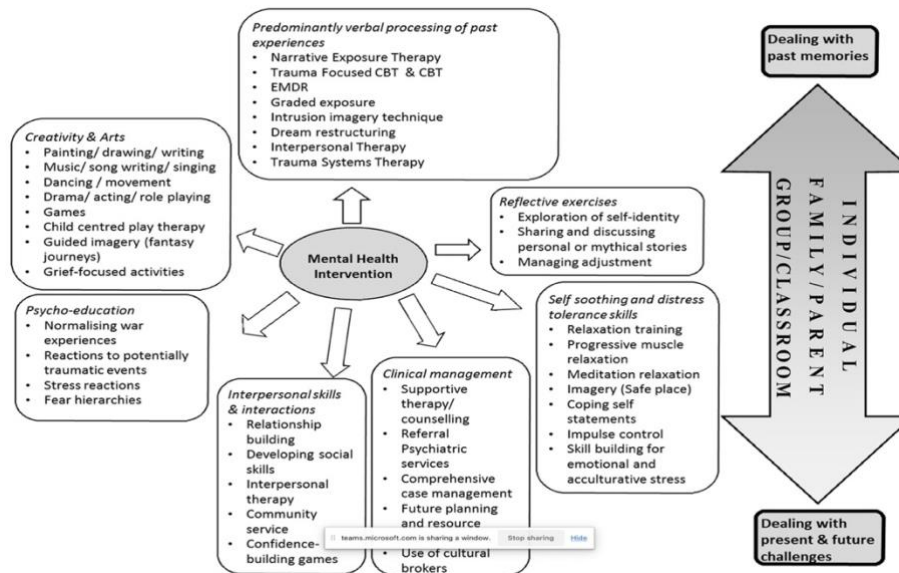 Predominantly verbal processing of past
experiences
• Narrative Exposure Therapy
• Trauma Focused CBT & CBT
• EMDR
• Graded exposure
• Intrusion imagery technique
• Dream restructuring
• Interpersonal Therapy
• Trauma Systems Therapy
Creativity & Arts
• Painting/ drawing/ writing
• Music/ song writing/ singing
• Dancing / movement
• Drama/ acting/ role playing
• Games
• Child centred play therapy
• Guided imagery (fantasy
journeys)
• Grief-focused activities
Reflective exercises
• Exploration of self-identity
• Sharing and discussing
personal or mythical stories
• Managing adjustment
Mental Health
Intervention
Psycho-education
• Normalising war
experiences
• Reactions to potentially
traumatic events
• Stress reactions
• Fear hierarchies
Interpersonal skills
& interactions
• Relationship
building
• Developing social
skills
• Interpersonal
therapy
• Community
service
• Confidence-
building games
Clinical management
• Supportive
therapy/
counselling
• Referral
Psychiatric
services
• Comprehensive
case management
• Future planning
and resource
• Use of cultural
brokers
teams.microsoft.com is sharing a window.
Stop sharing
Hide
Self soothing and distress
tolerance skills
• Relaxation training
• Progressive muscle
relaxation
• Meditation relaxation
• Imagery (Safe place)
• Coping self
statements
• Impulse control
• Skill building for
emotional and
acculturative stress
Dealing with
past memories
INDIVIDUAL
FAMILY/PARENT
GROUP/CLASSROOM
Dealing with
present & future
challenges